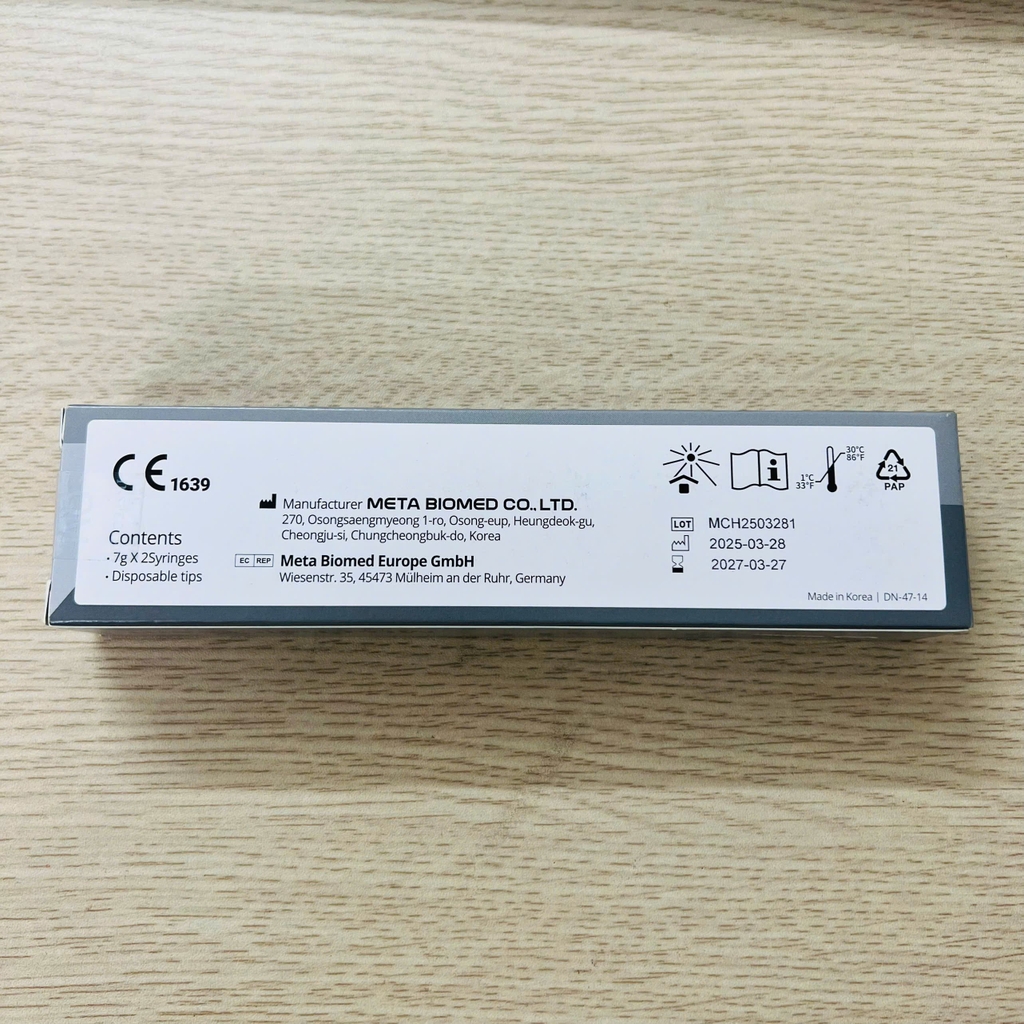 CE 1639
Contents
· 7g X 2Syringes
· Disposable tips
Manufacturer META BIOMED CO., LTD.
270, Osongsaengmyeong 1-ro, Osong-eup, Heungdeok-gu,
Cheongju-si, Chungcheongbuk-do, Korea
EC REP Meta Biomed Europe GmbH
Wiesenstr. 35, 45473 Mülheim an der Ruhr, Germany
30°C
86°F
1°C
33°F
21
PAP
LOT MCH2503281
2025-03-28
2027-03-27
Made in Korea | DN-47-14